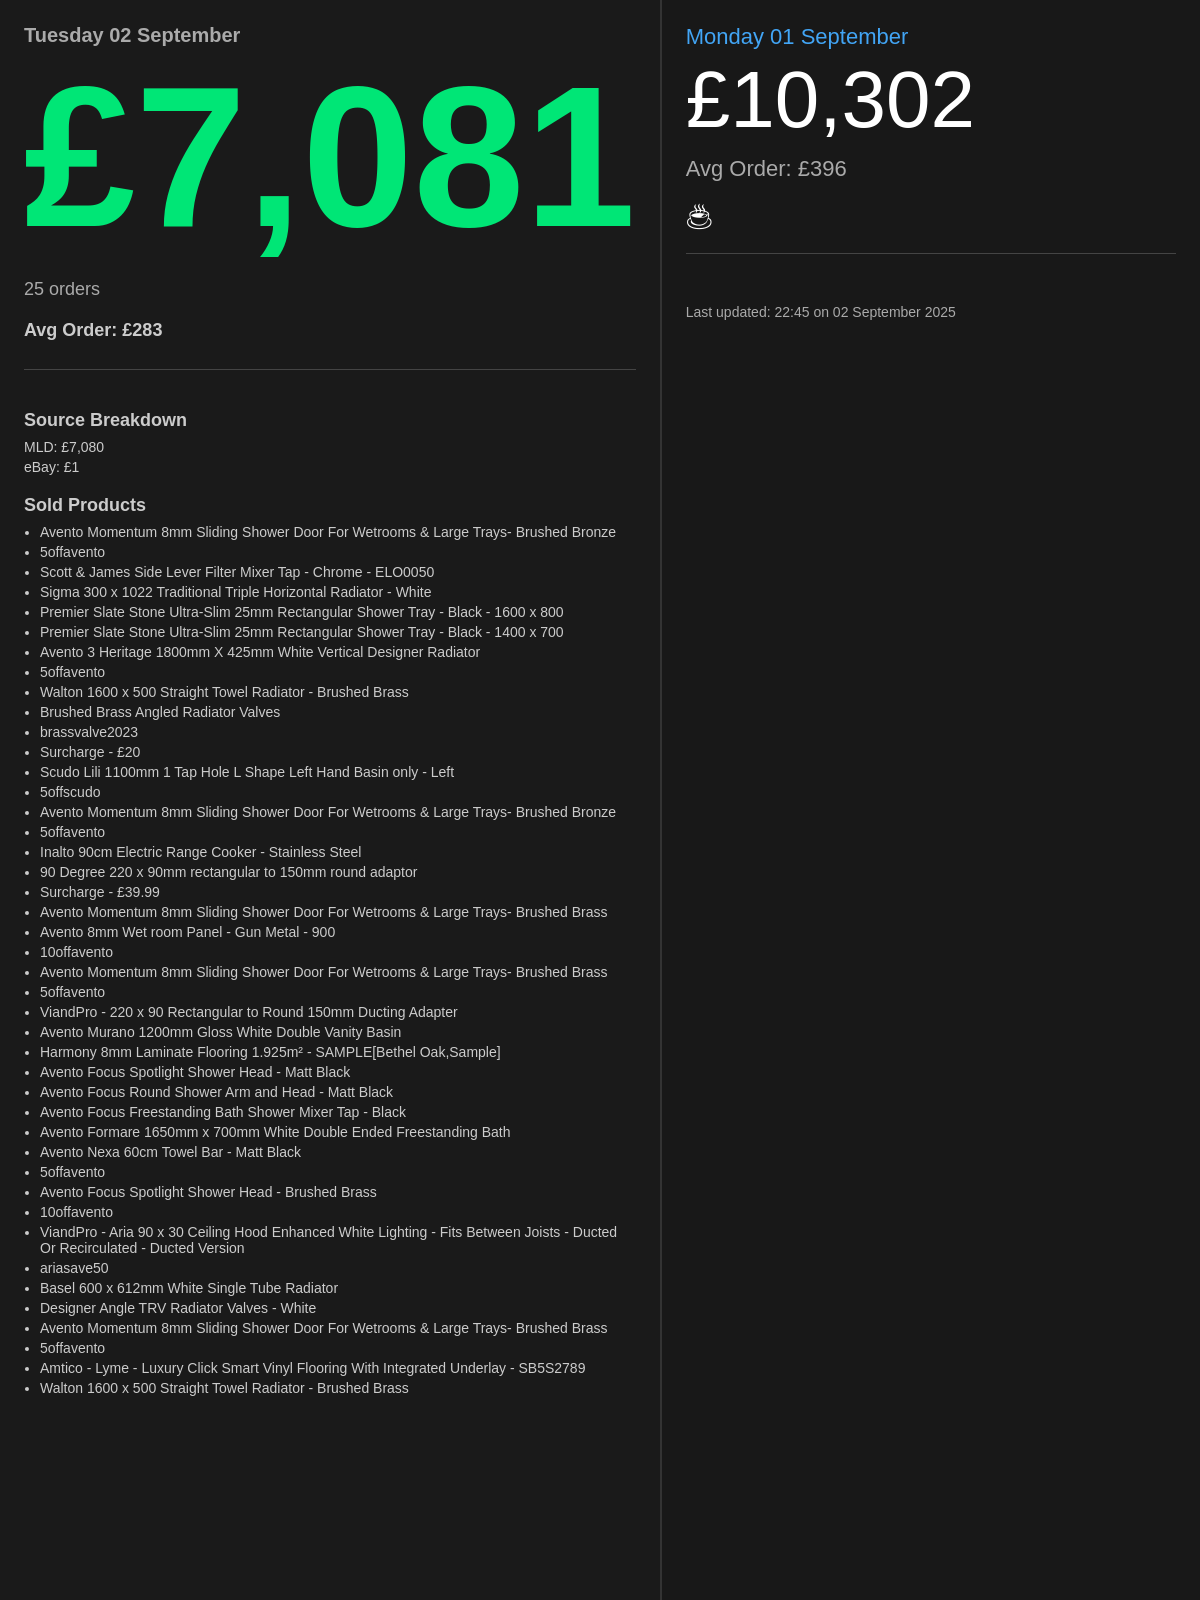 Tuesday 02 September
£7,081
25 orders
Avg Order: £283
Source Breakdown
MLD: £7,080
eBay: £1
Sold Products
• Avento Momentum 8mm Sliding Shower Door For Wetrooms & Large Trays- Brushed Bronze
• 5offavento
• Scott & James Side Lever Filter Mixer Tap - Chrome - ELO0050
• Sigma 300 x 1022 Traditional Triple Horizontal Radiator - White
• Premier Slate Stone Ultra-Slim 25mm Rectangular Shower Tray - Black - 1600 x 800
• Premier Slate Stone Ultra-Slim 25mm Rectangular Shower Tray - Black - 1400 x 700
• Avento 3 Heritage 1800mm X 425mm White Vertical Designer Radiator
• 5offavento
• Walton 1600 x 500 Straight Towel Radiator - Brushed Brass
• Brushed Brass Angled Radiator Valves
• brassvalve2023
• Surcharge - £20
• Scudo Lili 1100mm 1 Tap Hole L Shape Left Hand Basin only - Left
• 5offscudo
• Avento Momentum 8mm Sliding Shower Door For Wetrooms & Large Trays- Brushed Bronze
• 5offavento
• Inalto 90cm Electric Range Cooker - Stainless Steel
• 90 Degree 220 x 90mm rectangular to 150mm round adaptor
• Surcharge - £39.99
• Avento Momentum 8mm Sliding Shower Door For Wetrooms & Large Trays- Brushed Brass
• Avento 8mm Wet room Panel - Gun Metal - 900
• 10offavento
• Avento Momentum 8mm Sliding Shower Door For Wetrooms & Large Trays- Brushed Brass
• 5offavento
• ViandPro - 220 x 90 Rectangular to Round 150mm Ducting Adapter
• Avento Murano 1200mm Gloss White Double Vanity Basin
• Harmony 8mm Laminate Flooring 1.925m² - SAMPLE[Bethel Oak,Sample]
• Avento Focus Spotlight Shower Head - Matt Black
• Avento Focus Round Shower Arm and Head - Matt Black
• Avento Focus Freestanding Bath Shower Mixer Tap - Black
• Avento Formare 1650mm x 700mm White Double Ended Freestanding Bath
• Avento Nexa 60cm Towel Bar - Matt Black
• 5offavento
• Avento Focus Spotlight Shower Head - Brushed Brass
• 10offavento
• ViandPro - Aria 90 x 30 Ceiling Hood Enhanced White Lighting - Fits Between Joists - Ducted
Or Recirculated - Ducted Version
• ariasave50
• Basel 600 x 612mm White Single Tube Radiator
• Designer Angle TRV Radiator Valves - White
• Avento Momentum 8mm Sliding Shower Door For Wetrooms & Large Trays- Brushed Brass
• 5offavento
• Amtico - Lyme - Luxury Click Smart Vinyl Flooring With Integrated Underlay - SB5S2789
• Walton 1600 x 500 Straight Towel Radiator - Brushed Brass
Monday 01 September
£10,302
Avg Order: £396
☕
Last updated: 22:45 on 02 September 2025